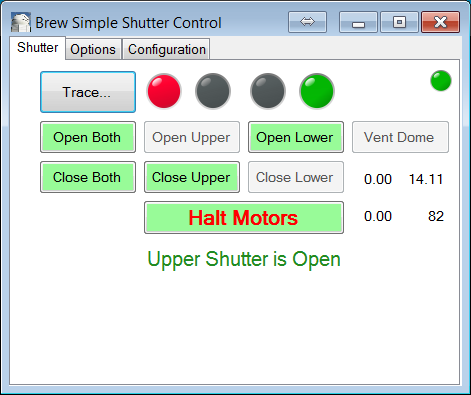 Brew Simple Shutter Control
Shutter Options Configuration
Trace...
Open Both Open Upper Open Lower Vent Dome
Close Both Close Upper Close Lower 0.00 14.11
Halt Motors 0.00 82
Upper Shutter is Open